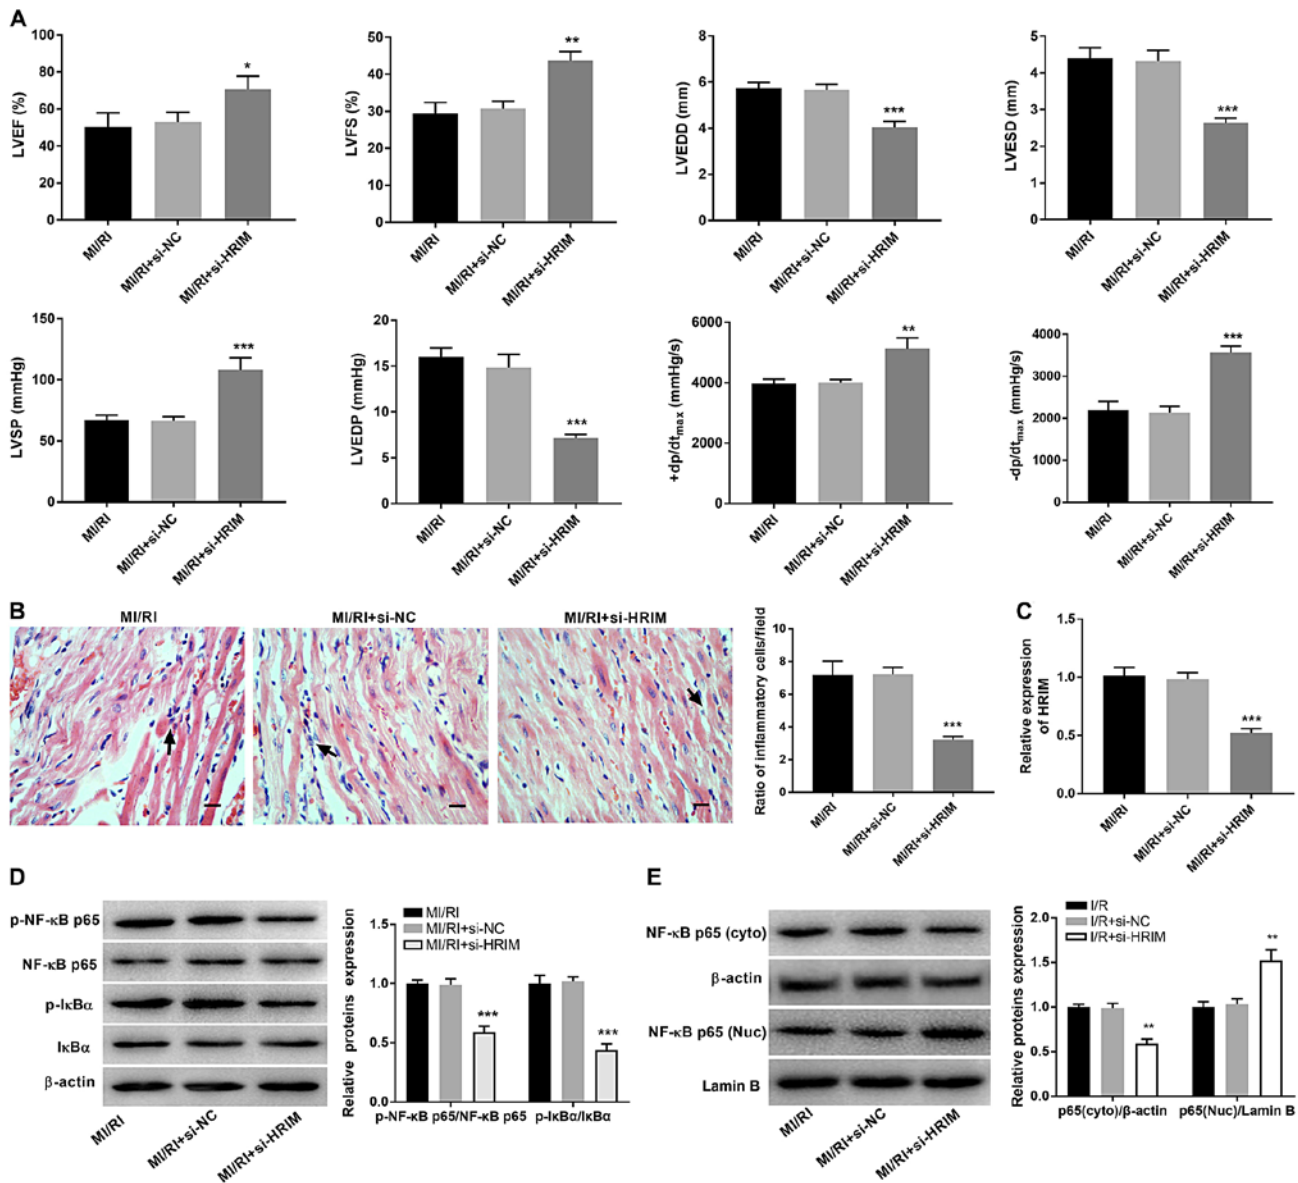 A
LVEF (%)
100
80
60
40
20
0
*
MI/RI
MI/RI+si-NC
MI/RI+si-HRIM
LVFS (%)
50
40
30
20
10
0
**
MI/RI
MI/RI+si-NC
MI/RI+si-HRIM
LVEDD (mm)
8
6
4
2
0
***
MI/RI
MI/RI+si-NC
MI/RI+si-HRIM
LVESD (mm)
5
4
3
2
1
0
***
MI/RI
MI/RI+si-NC
MI/RI+si-HRIM
LVSP (mmHg)
150
100
50
0
***
MI/RI
MI/RI+si-NC
MI/RI+si-HRIM
LVEDP (mmHg)
20
15
10
5
0
***
MI/RI
MI/RI+si-NC
MI/RI+si-HRIM
+dp/dtmax (mmHg/s)
6000
4000
2000
0
**
MI/RI
MI/RI+si-NC
MI/RI+si-HRIM
-dp/dtmax (mmHg/s)
4000
3000
2000
1000
0
***
MI/RI
MI/RI+si-NC
MI/RI+si-HRIM
B
MI/RI
MI/RI+si-NC
MI/RI+si-HRIM
Ratio of inflammatory cells/field
10
8
6
4
2
0
***
MI/RI
MI/RI+si-NC
MI/RI+si-HRIM
C
Relative expression
of HRIM
1.5
1.0
0.5
0.0
***
MI/RI
MI/RI+si-NC
MI/RI+si-HRIM
D
p-NF-κB p65
NF-κB p65
p-IκBα
IκBα
β-actin
MI/RI
MI/RI+si-NC
MI/RI+si-HRIM
Relative proteins expression
MI/RI
MI/RI+si-NC
MI/RI+si-HRIM
1.5
1.0
0.5
0.0
***
***
p-NF-κB p65/NF-κB p65
p-IκBα/IκBα
E
NF-κB p65 (cyto)
β-actin
NF-κB p65 (Nuc)
Lamin B
MI/RI
MI/RI+si-NC
MI/RI+si-HRIM
Relative proteins expression
I/R
I/R+si-NC
I/R+si-HRIM
2.0
1.5
1.0
0.5
0.0
**
**
p65(cyto)/β-actin
p65(Nuc)/Lamin B